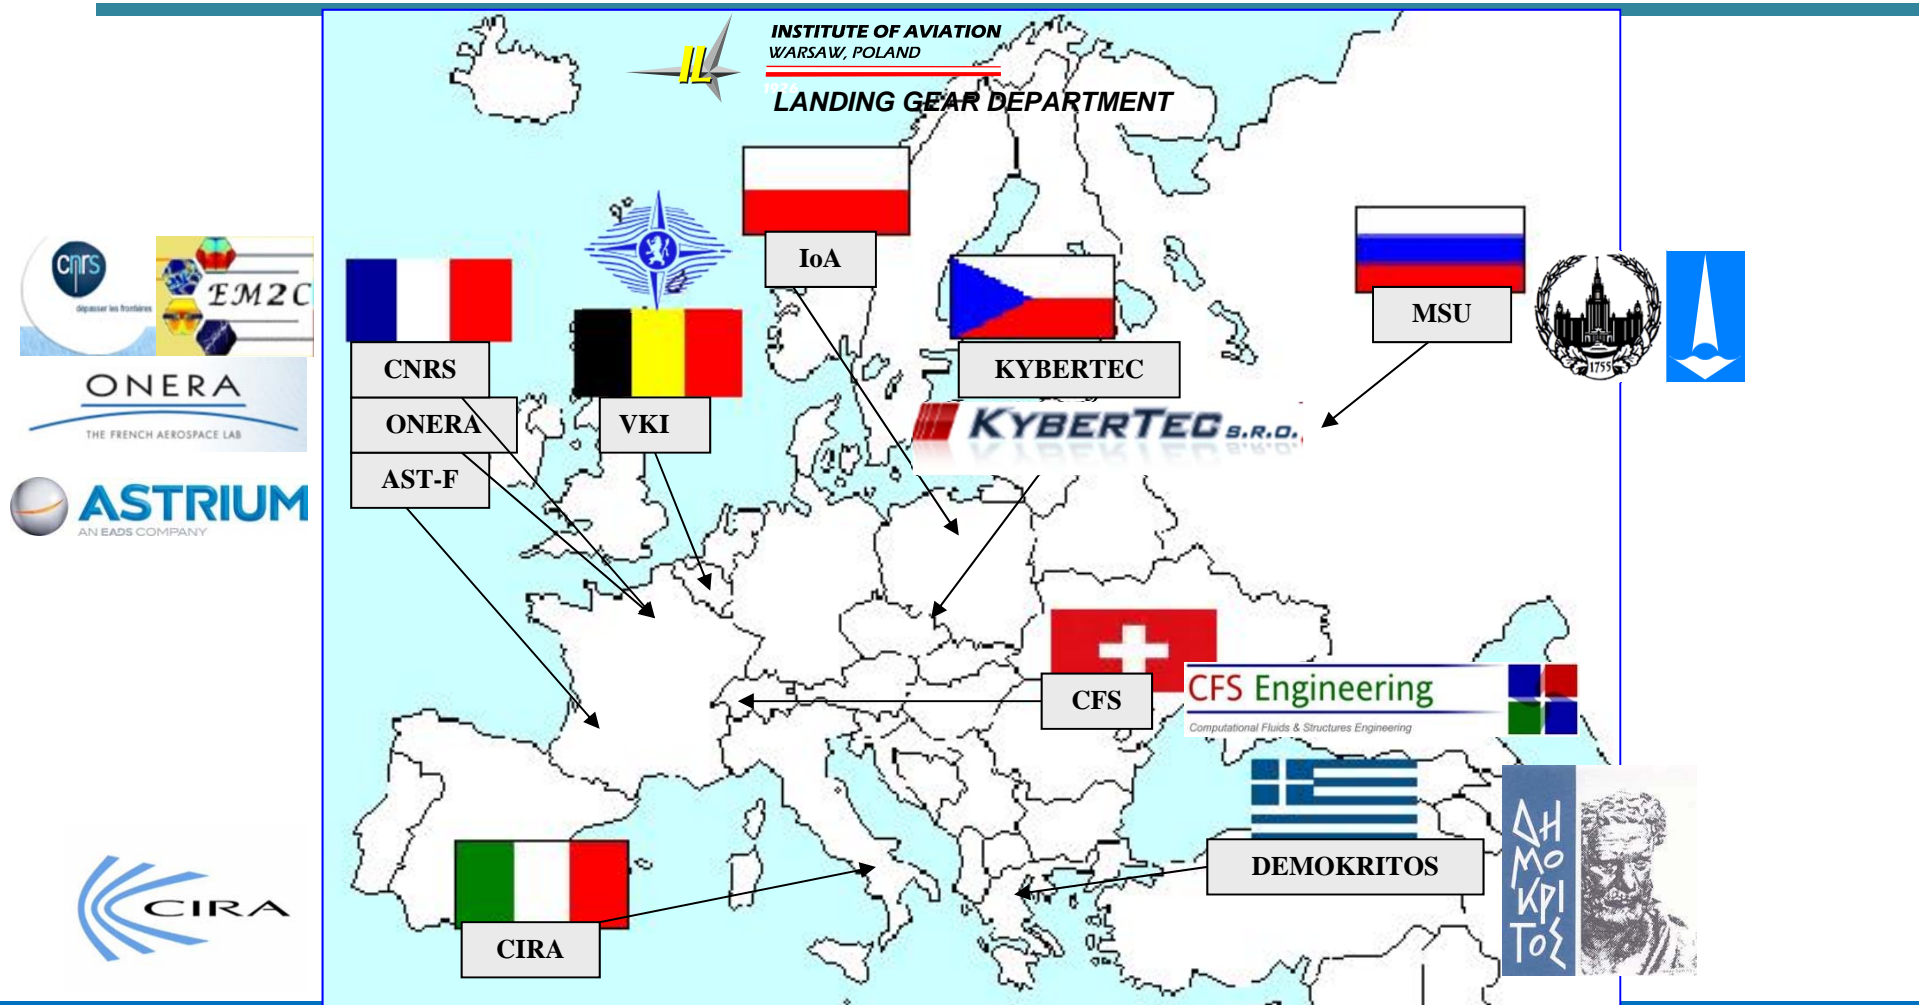 INSTITUTE OF AVIATION
WARSAW, POLAND
1926
LANDING GEAR DEPARTMENT
IoA
cnrs
dépasser les frontières
EM2C
ONERA
THE FRENCH AEROSPACE LAB
ASTRIUM
AN EADS COMPANY
CNRS
ONERA
AST-F
VKI
KYBERTEC
KYBERTEC S.R.O.
MSU
1755
CFS
CFS Engineering
Computational Fluids & Structures Engineering
DEMOKRITOS
ΔΗ
ΜΟ
ΚΡΙ
ΤΟΣ
CIRA
CIRA